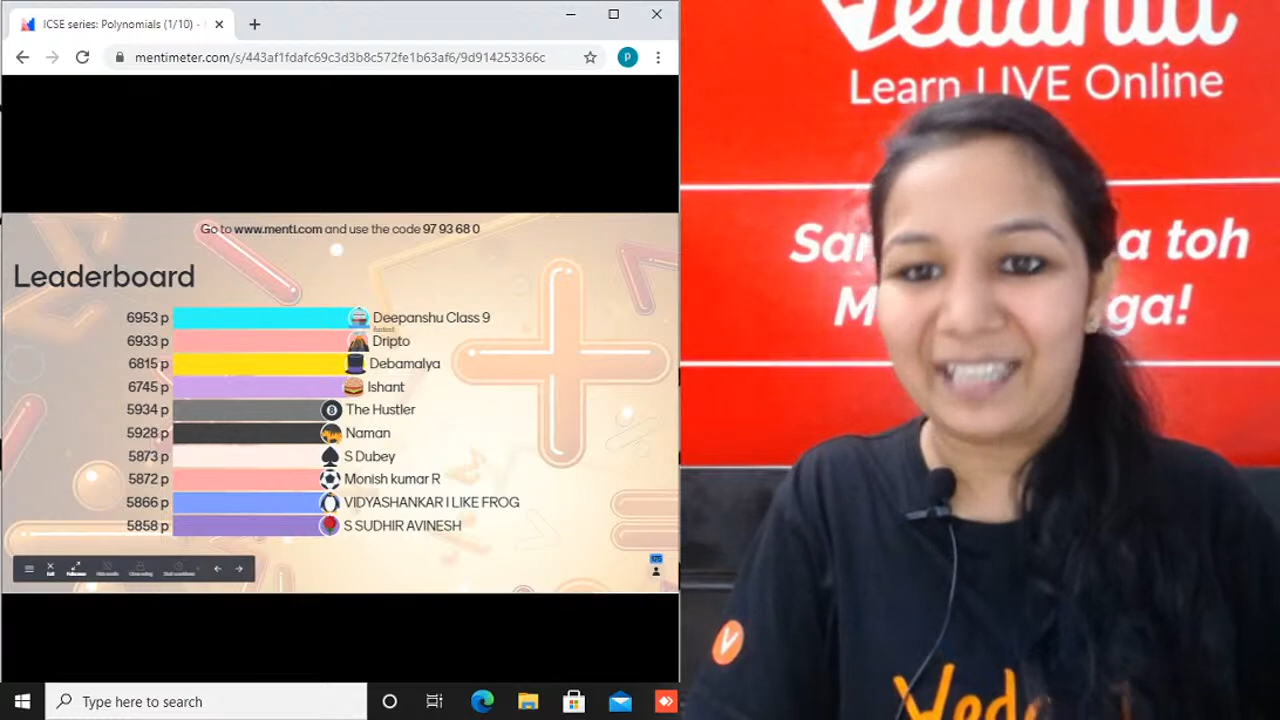 ICSE series: Polynomials (1/10) -
mentimeter.com/s/443af1fdafc69c3d3b8c572fe1b63af6/9d914253366c
p
Go to www.menti.com and use the code 97 93 68 0
Leaderboard
6953 p Deepanshu Class 9
fastest
6933 p Dripto
6815 p Debamalya
6745 p Ishant
5934 p The Hustler
5928 p Naman
5873 p S Dubey
5872 p Monish kumar R
5866 p VIDYASHANKAR I LIKE FROG
5858 p S SUDHIR AVINESH
Type here to search
Vedantu
Learn LIVE Online
toh
V